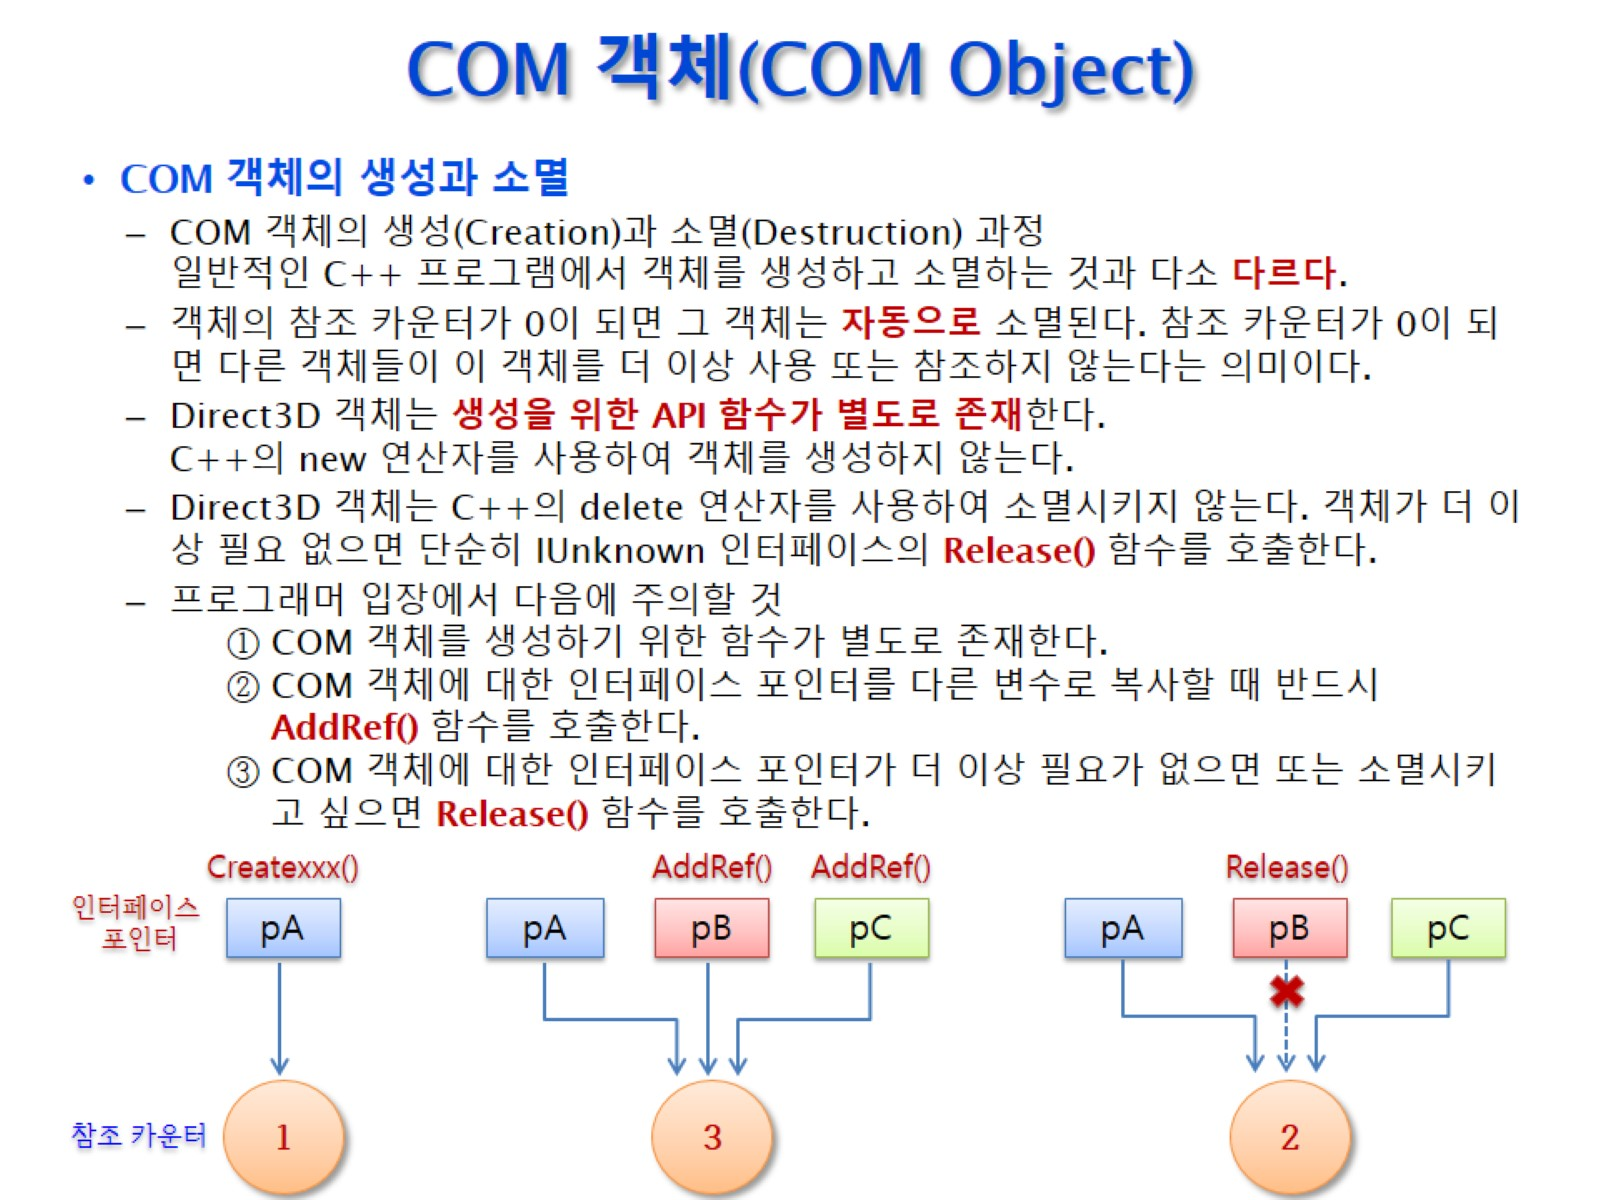 COM 객체(COM Object)
• COM 객체의 생성과 소멸
– COM 객체의 생성(Creation)과 소멸(Destruction) 과정
일반적인 C++ 프로그램에서 객체를 생성하고 소멸하는 것과 다소 다르다.
– 객체의 참조 카운터가 0이 되면 그 객체는 자동으로 소멸된다. 참조 카운터가 0이 되
면 다른 객체들이 이 객체를 더 이상 사용 또는 참조하지 않는다는 의미이다.
– Direct3D 객체는 생성을 위한 API 함수가 별도로 존재한다.
C++의 new 연산자를 사용하여 객체를 생성하지 않는다.
– Direct3D 객체는 C++의 delete 연산자를 사용하여 소멸시키지 않는다. 객체가 더 이
상 필요 없으면 단순히 IUnknown 인터페이스의 Release() 함수를 호출한다.
– 프로그래머 입장에서 다음에 주의할 것
① COM 객체를 생성하기 위한 함수가 별도로 존재한다.
② COM 객체에 대한 인터페이스 포인터를 다른 변수로 복사할 때 반드시
AddRef() 함수를 호출한다.
③ COM 객체에 대한 인터페이스 포인터가 더 이상 필요가 없으면 또는 소멸시키
고 싶으면 Release() 함수를 호출한다.
Createxxx() AddRef() AddRef() Release()
인터페이스
포인터
pA pA pB pC pA pB pC
참조 카운터 1 3 2